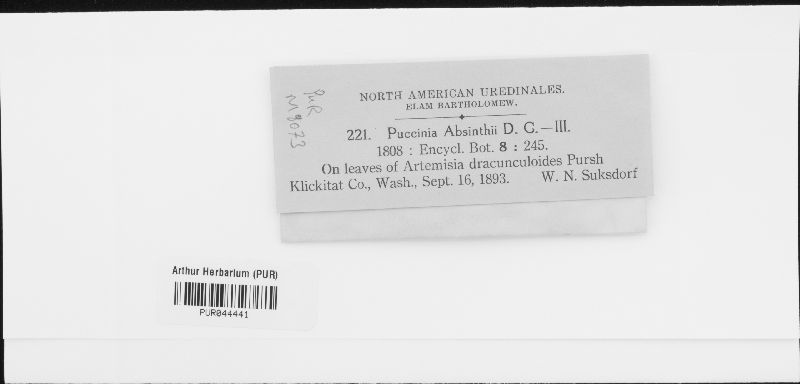 PUR
M9073
NORTH AMERICAN UREDINALES.
ELAM BARTHOLOMEW.
221. Puccinia Absinthii D. C.—III.
1808 : Encycl. Bot. 8 : 245.
On leaves of Artemisia dracunculoides Pursh
Klickitat Co., Wash., Sept. 16, 1893. W. N. Suksdorf
Arthur Herbarium (PUR)
PUR044441